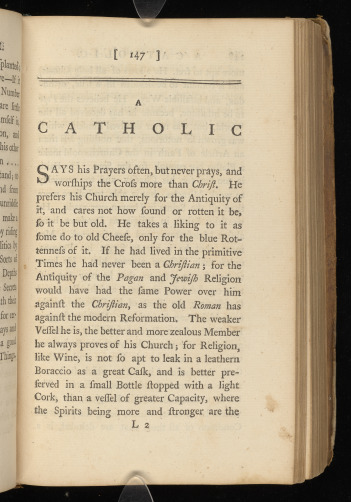 [ 147 ]
A
CATHOLIC
SAYS his Prayers often, but never prays, and
worſhips the Croſs more than Chriſt. He
prefers his Church merely for the Antiquity of
it, and cares not how ſound or rotten it be,
ſo it be but old. He takes a liking to it as
ſome do to old Cheeſe, only for the blue Rot-
tenneſs of it. If he had lived in the primitive
Times he had never been a Chriſtian; for the
Antiquity of the Pagan and Jewiſh Religion
would have had the ſame Power over him
againſt the Chriſtian, as the old Roman has
againſt the modern Reformation. The weaker
Veſſel he is, the better and more zealous Member
he always proves of his Church; for Religion,
like Wine, is not ſo apt to leak in a leathern
Boraccio as a great Caſk, and is better pre-
ſerved in a ſmall Bottle ſtopped with a light
Cork, than a veſſel of greater Capacity, where
the Spirits being more and ſtronger are the
L 2